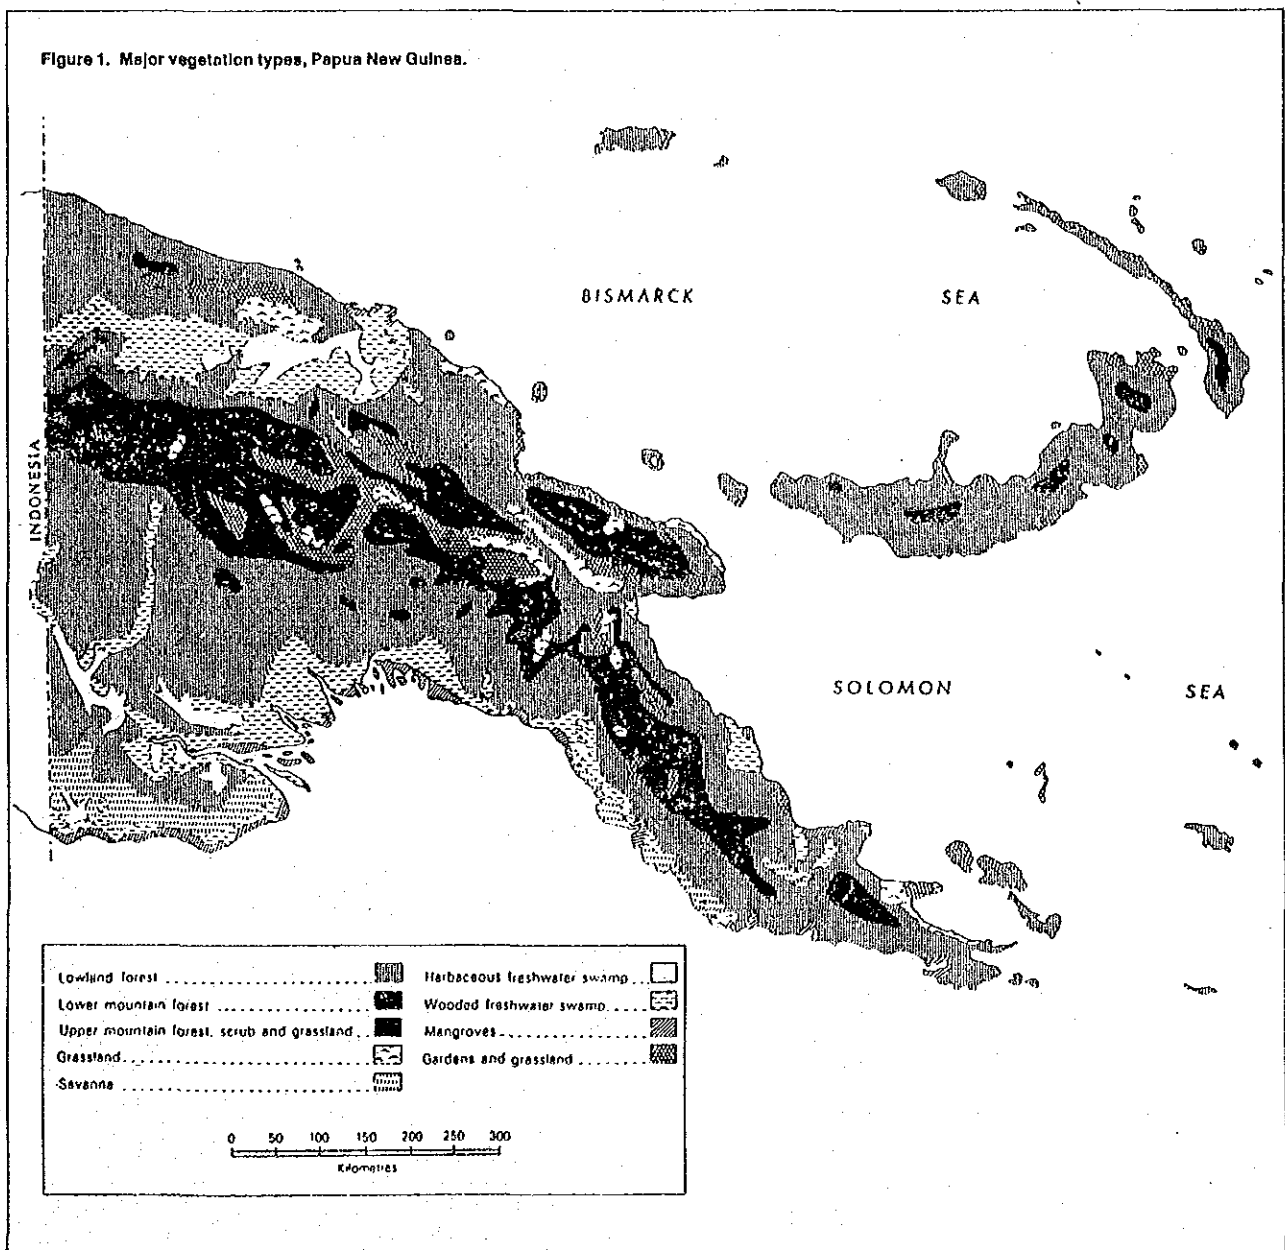 Figure 1. Major vegetation types, Papua New Guinea.
BISMARCK SEA
INDONESIA
SOLOMON SEA
Lowland forest
Lower mountain forest
Upper mountain forest, scrub and grassland
Grassland
Savanna
Herbaceous freshwater swamp
Wooded freshwater swamp
Mangroves
Gardens and grassland
0 50 100 150 200 250 300
Kilometres